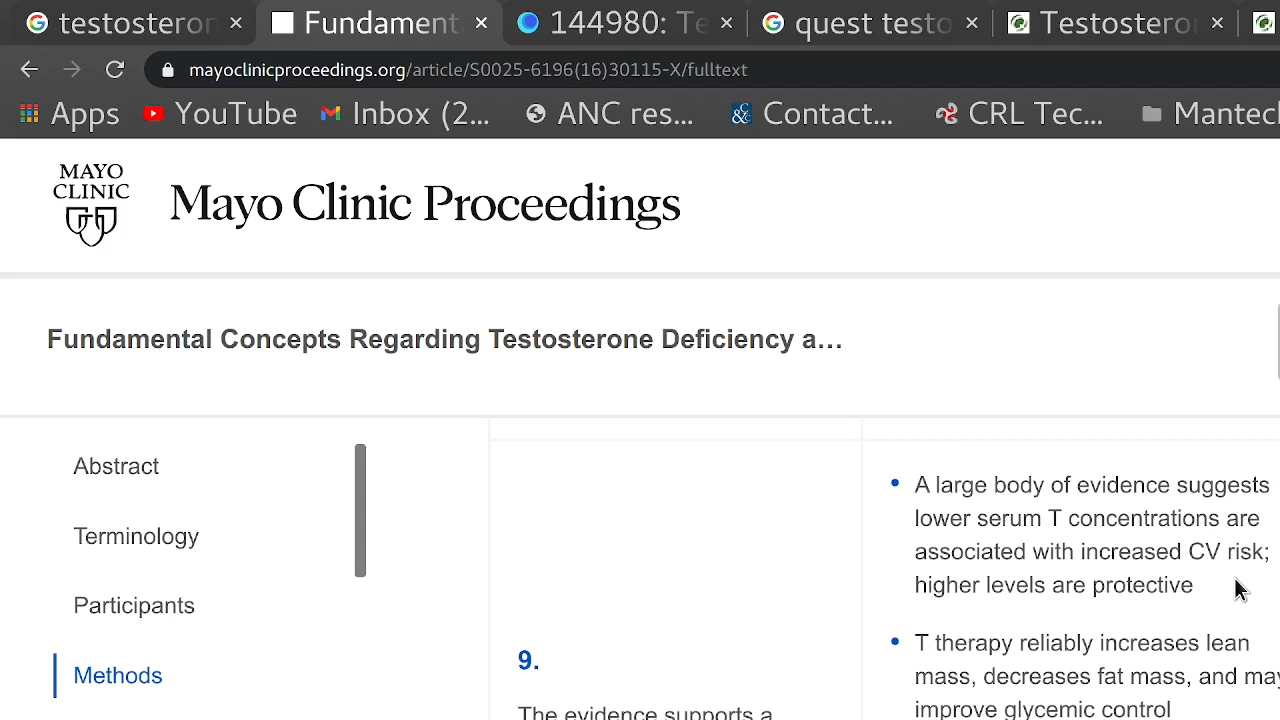 testosteron
Fundament
144980: Te
quest testo
Testostero
mayoclinicproceedings.org/article/S0025-6196(16)30115-X/fulltext
Apps
YouTube
Inbox (2...
ANC res...
Contact...
CRL Tec...
Mantech
MAYO
CLINIC
Mayo Clinic Proceedings
Fundamental Concepts Regarding Testosterone Deficiency a...
Abstract
Terminology
Participants
Methods
9.
The evidence supports a
• A large body of evidence suggests
lower serum T concentrations are
associated with increased CV risk;
higher levels are protective
• T therapy reliably increases lean
mass, decreases fat mass, and may
improve glycemic control